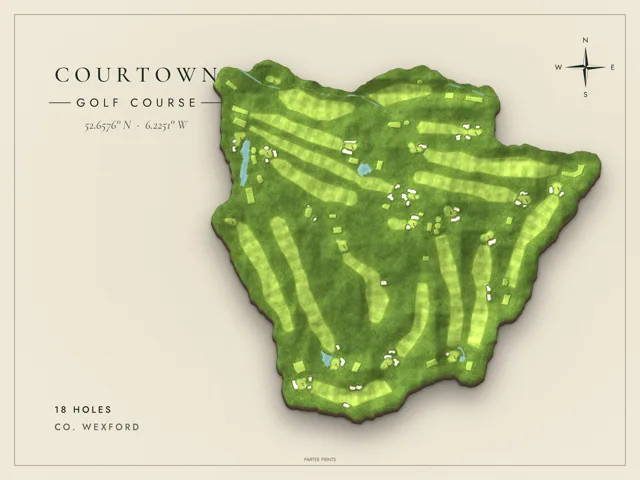 COURTOWN
GOLF COURSE
52.6576° N · 6.2251° W
N
W E
S
18 HOLES
CO. WEXFORD
PARTEE PRINTS